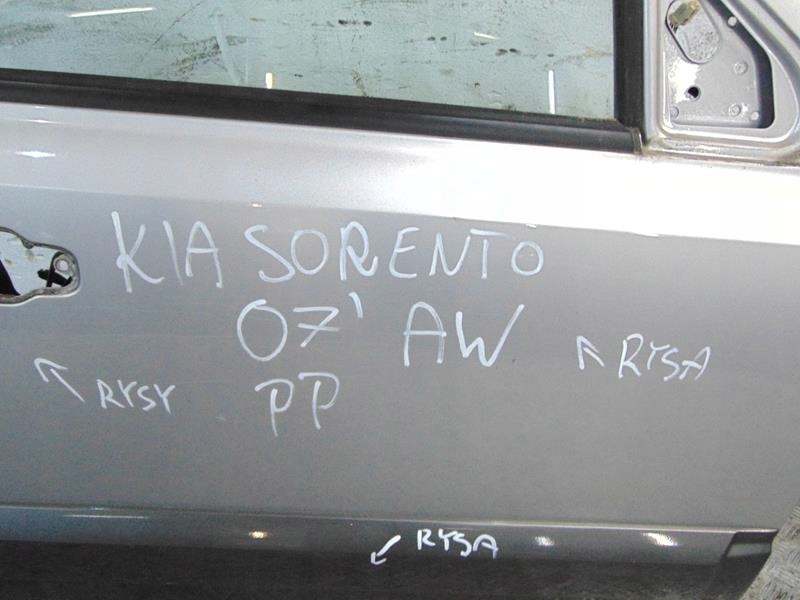 KIA SORENTO
07' AW
RYSA
RYSY
PP
RYSA